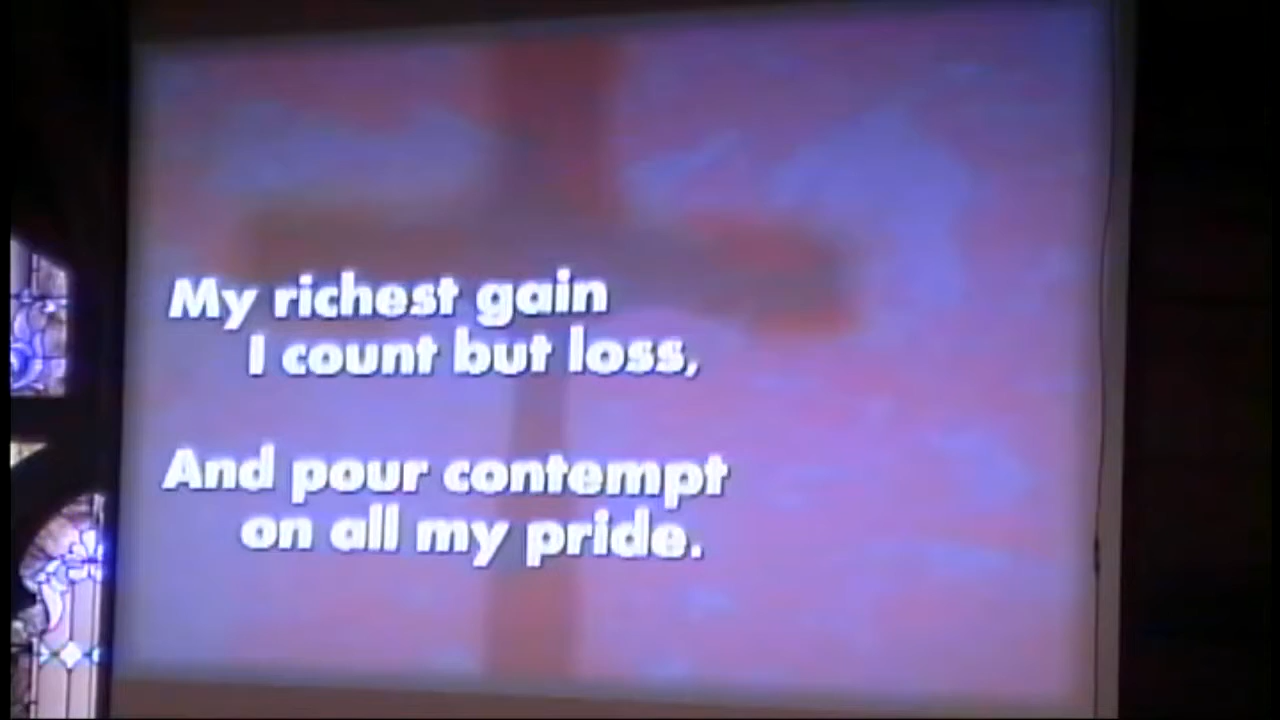 My richest gain
I count but loss,
And pour contempt
on all my pride.